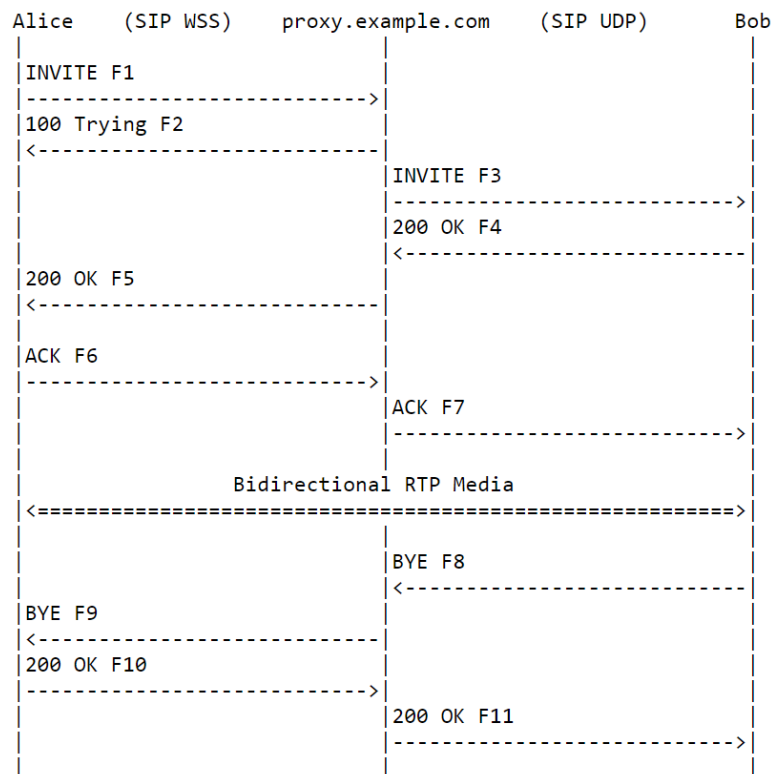 Alice (SIP WSS) proxy.example.com (SIP UDP) Bob
INVITE F1
100 Trying F2
INVITE F3
200 OK F4
200 OK F5
ACK F6
ACK F7
Bidirectional RTP Media
BYE F8
BYE F9
200 OK F10
200 OK F11